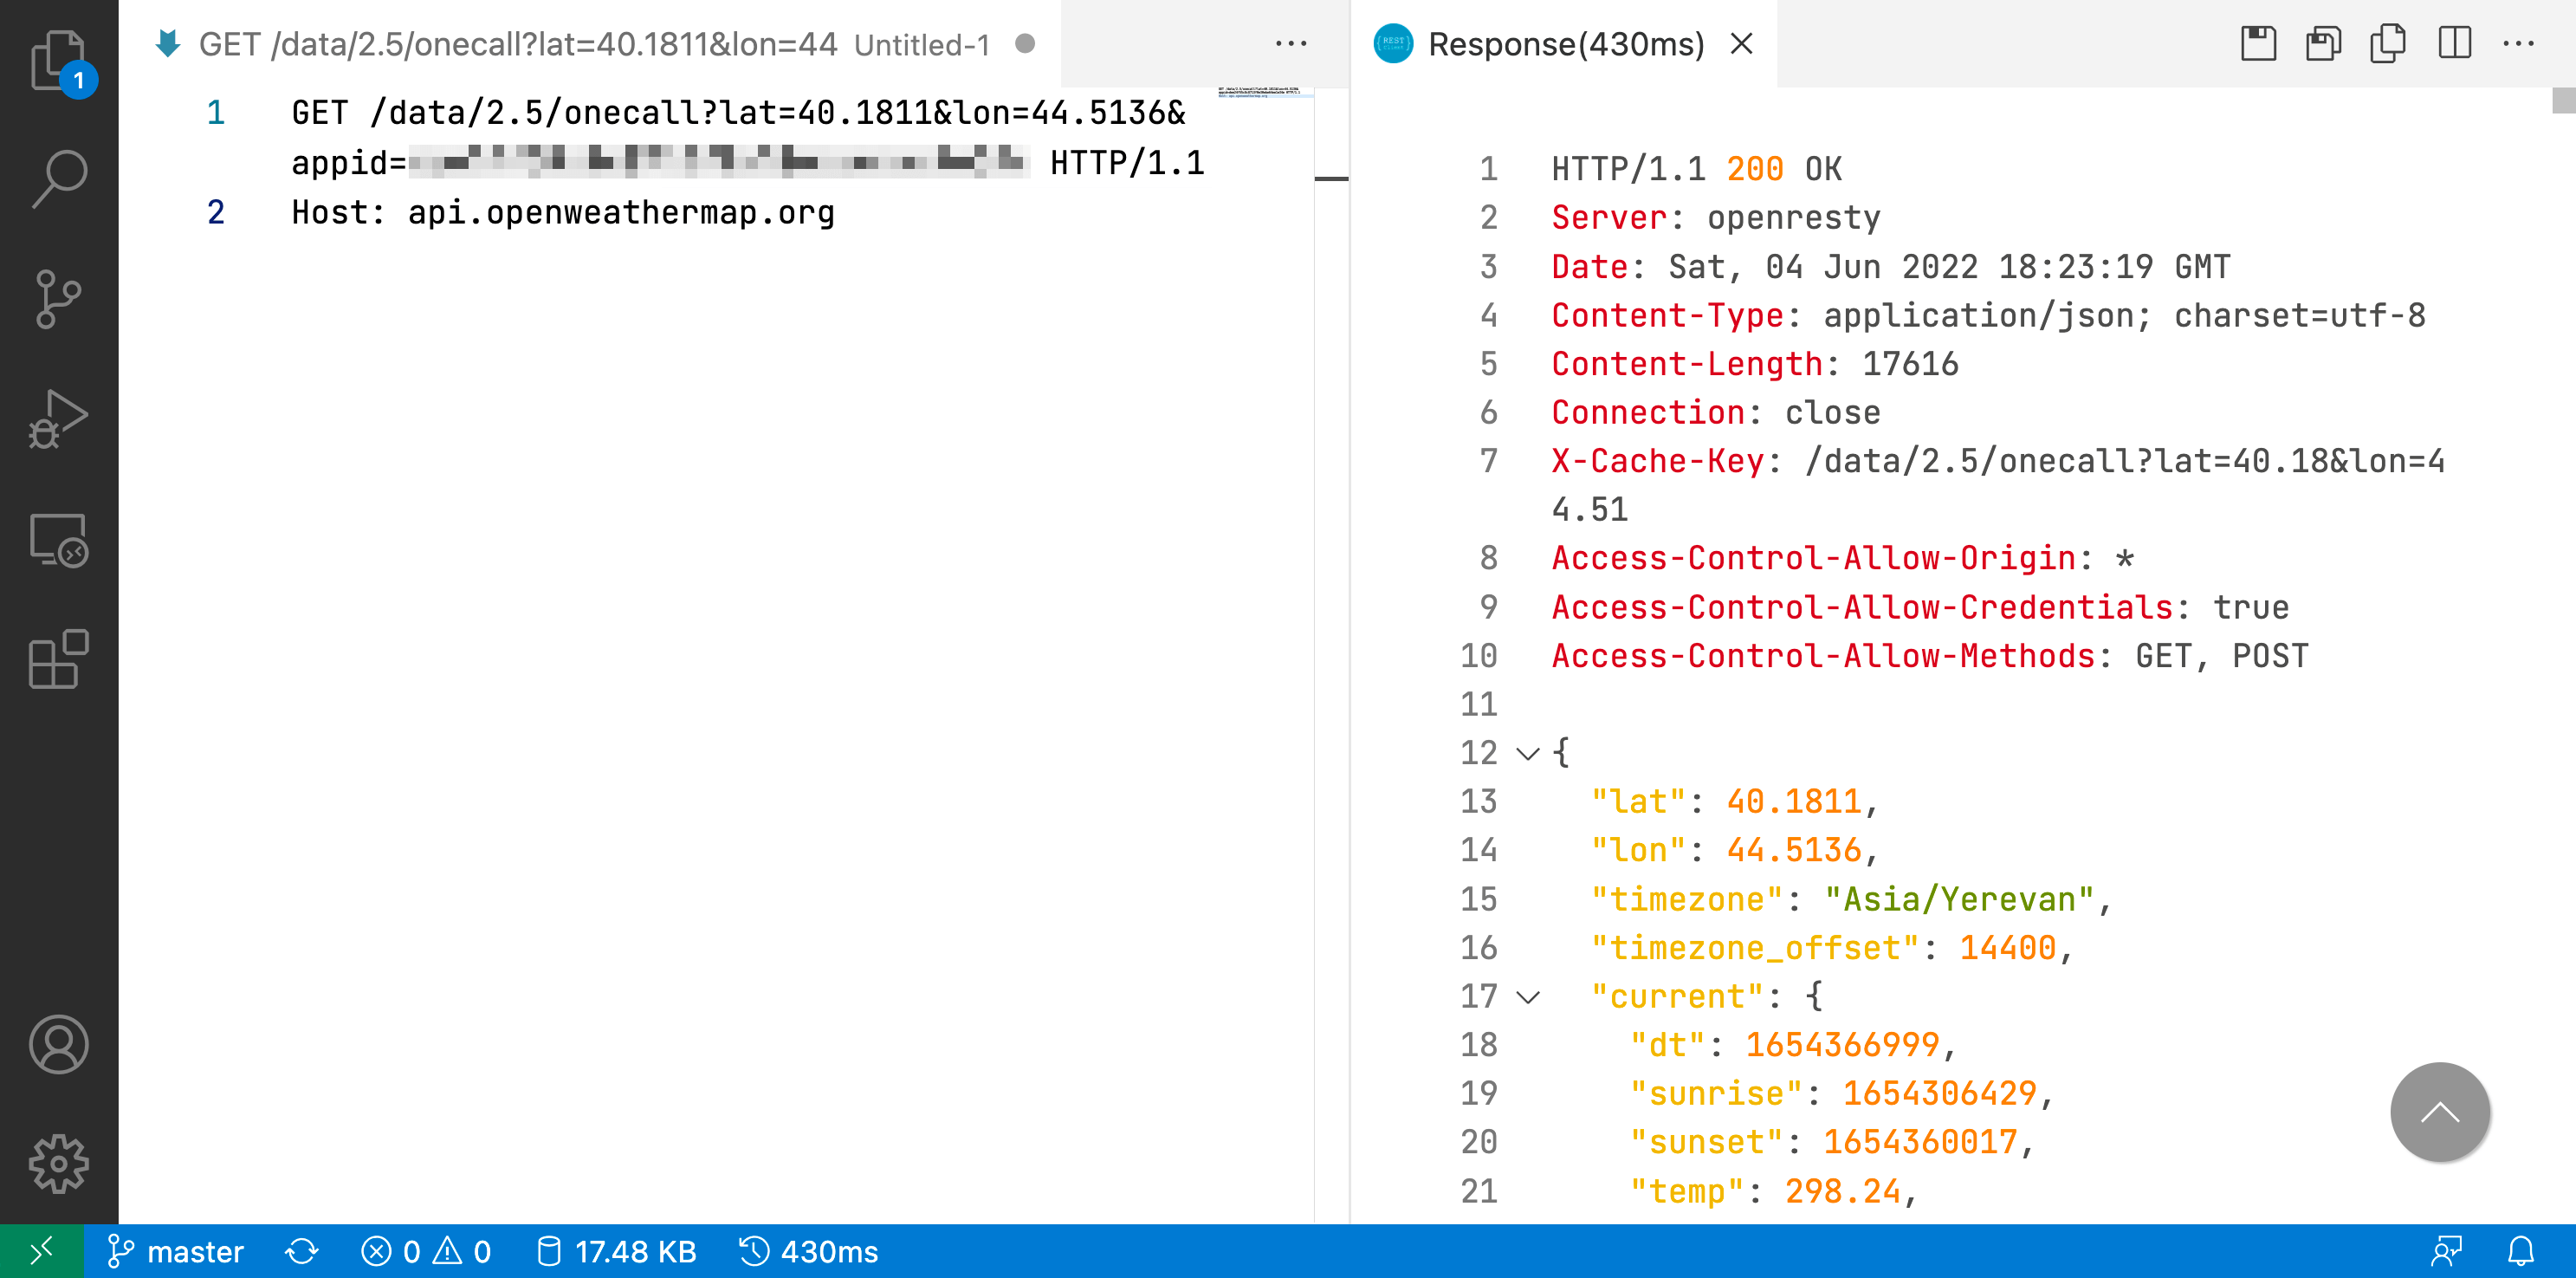 GET /data/2.5/onecall?lat=40.1811&lon=44 Untitled-1
1
1 GET /data/2.5/onecall?lat=40.1811&lon=44.5136&
appid= HTTP/1.1
2 Host: api.openweathermap.org
Response(430ms)
1 HTTP/1.1 200 OK
2 Server: openresty
3 Date: Sat, 04 Jun 2022 18:23:19 GMT
4 Content-Type: application/json; charset=utf-8
5 Content-Length: 17616
6 Connection: close
7 X-Cache-Key: /data/2.5/onecall?lat=40.18&lon=4
4.51
8 Access-Control-Allow-Origin: *
9 Access-Control-Allow-Credentials: true
10 Access-Control-Allow-Methods: GET, POST
11
12 {
13 "lat": 40.1811,
14 "lon": 44.5136,
15 "timezone": "Asia/Yerevan",
16 "timezone_offset": 14400,
17 "current": {
18 "dt": 1654366999,
19 "sunrise": 1654306429,
20 "sunset": 1654360017,
21 "temp": 298.24,
master 0 0 17.48 KB 430ms